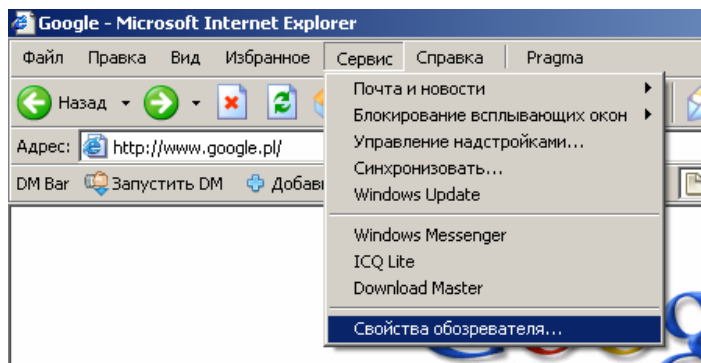 Google - Microsoft Internet Explorer
Файл Правка Вид Избранное Сервис Справка Pragma
Назад
Адрес: http://www.google.pl/
DM Bar Запустить DM
Почта и новости
Блокирование всплывающих окон
Управление надстройками...
Синхронизовать...
Windows Update
Windows Messenger
ICQ Lite
Download Master
Свойства обозревателя...